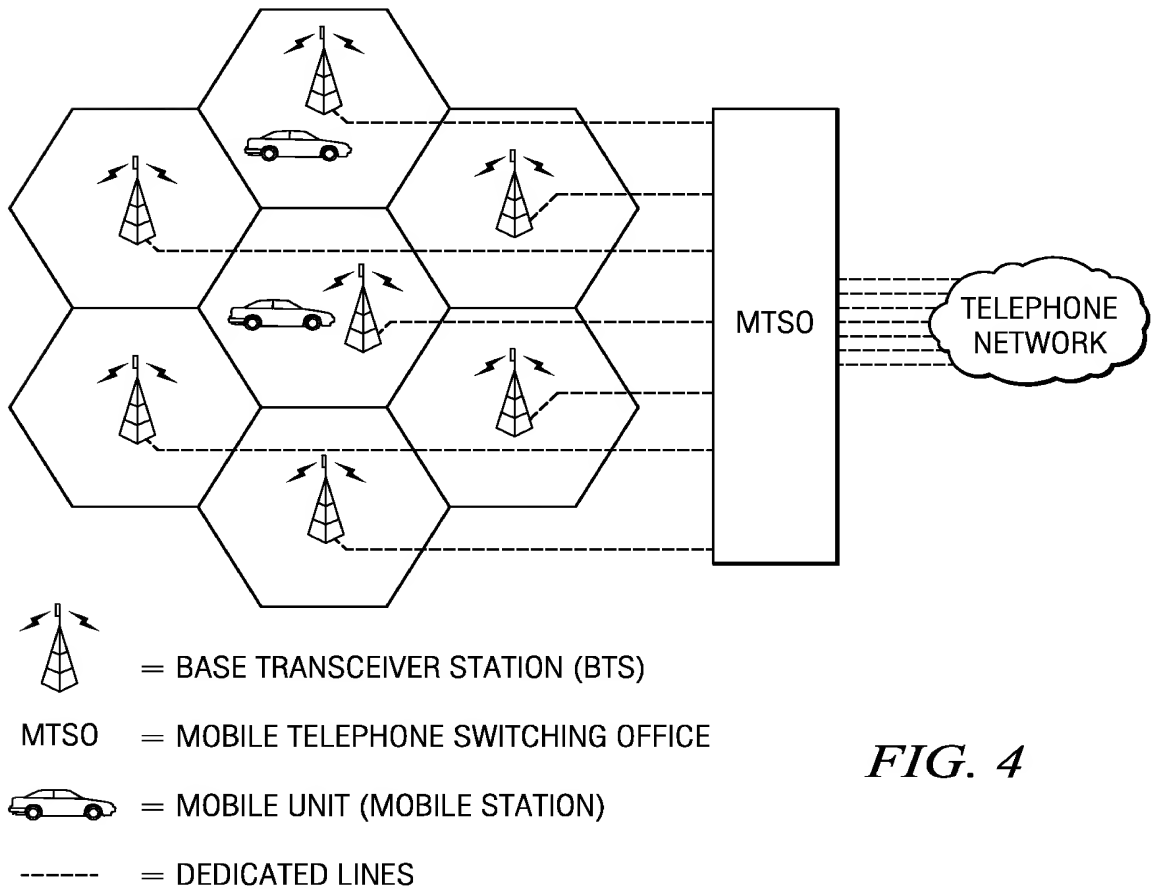 MTSO
TELEPHONE
NETWORK
= BASE TRANSCEIVER STATION (BTS)
MTSO = MOBILE TELEPHONE SWITCHING OFFICE
= MOBILE UNIT (MOBILE STATION)
= DEDICATED LINES
FIG. 4